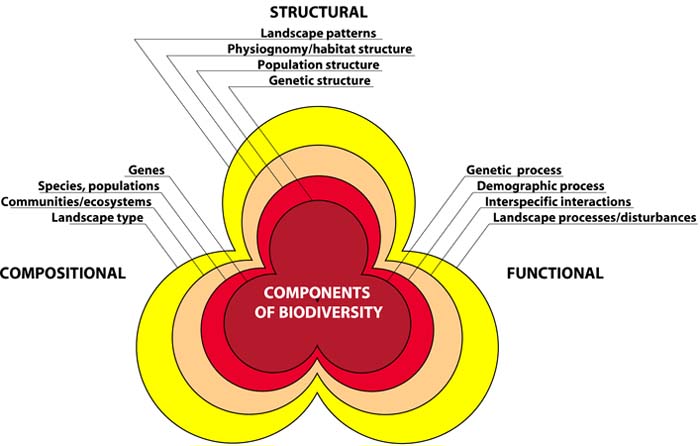 STRUCTURAL
Landscape patterns
Physiognomy/habitat structure
Population structure
Genetic structure
Genes
Species, populations
Communities/ecosystems
Landscape type
Genetic process
Demographic process
Interspecific interactions
Landscape processes/disturbances
COMPOSITIONAL
FUNCTIONAL
COMPONENTS
OF BIODIVERSITY